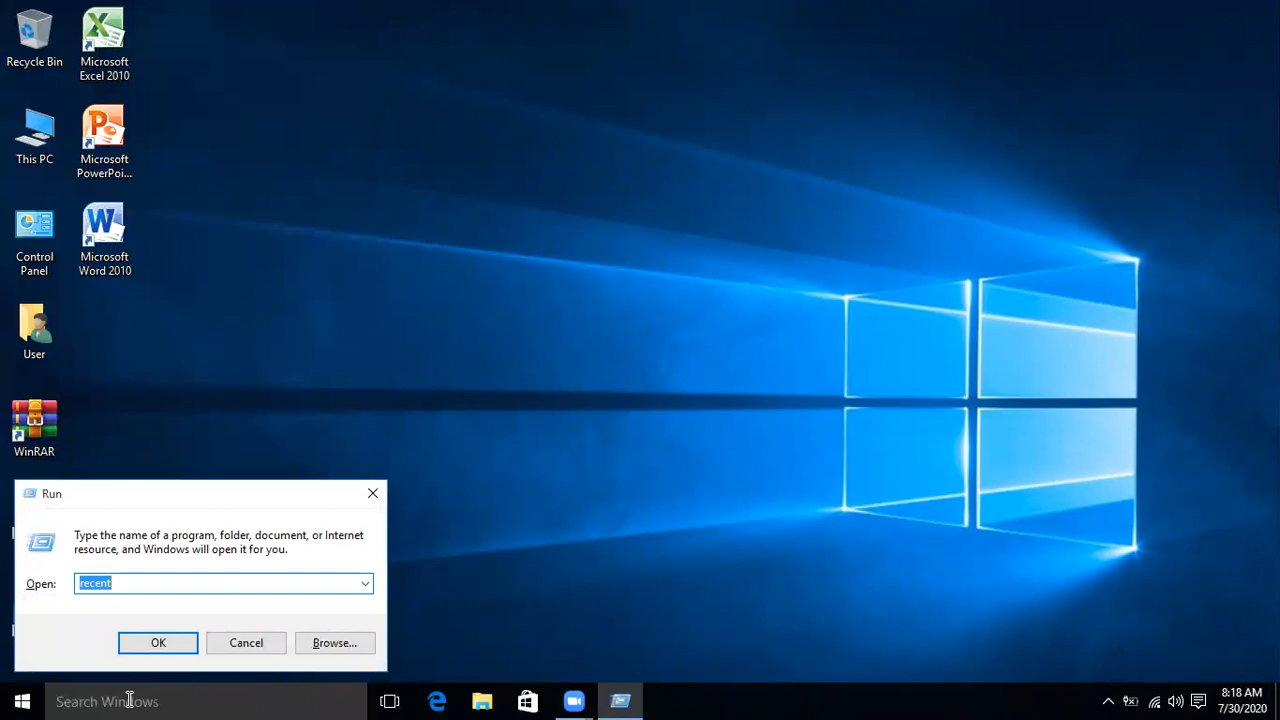 Recycle Bin
Microsoft
Excel 2010
This PC
Microsoft
PowerPoi...
Control
Panel
Microsoft
Word 2010
User
WinRAR
Run
Type the name of a program, folder, document, or Internet
resource, and Windows will open it for you.
Open:
recent
OK
Cancel
Browse...
Search Windows
8:18 AM
7/30/2020